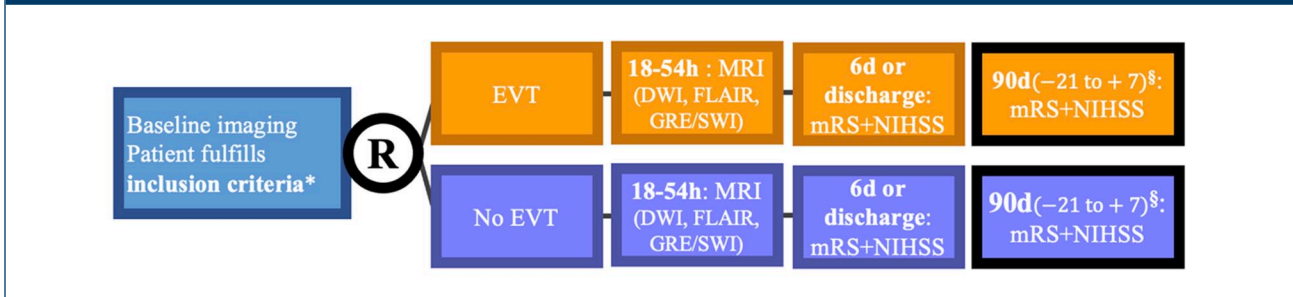 Baseline imaging
Patient fulfills
inclusion criteria*
R
EVT
18-54h : MRI
(DWI, FLAIR,
GRE/SWI)
6d or
discharge:
mRS+NIHSS
90d(−21 to + 7)§:
mRS+NIHSS
No EVT
18-54h: MRI
(DWI, FLAIR,
GRE/SWI)
6d or
discharge:
mRS+NIHSS
90d(−21 to + 7)§:
mRS+NIHSS